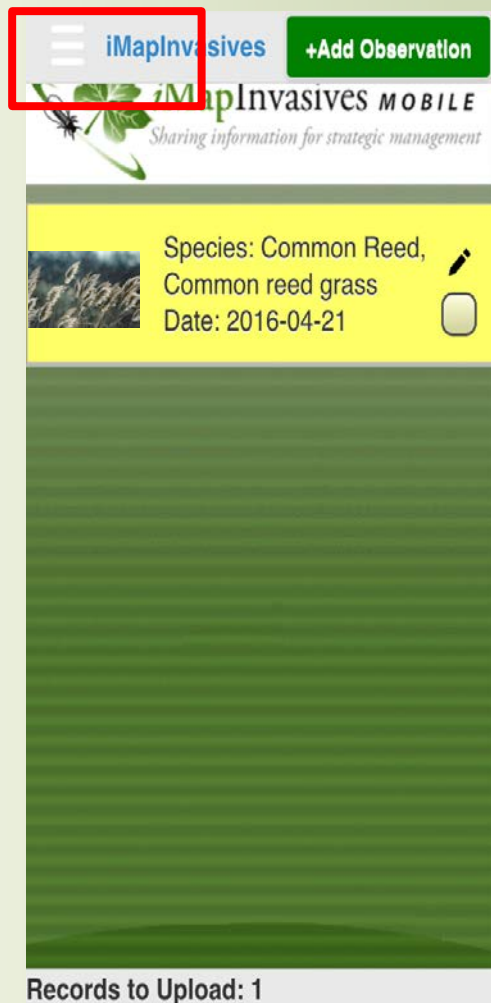 iMapInvasives
+Add Observation
iMapInvasives MOBILE
Sharing information for strategic management
Species: Common Reed,
Common reed grass
Date: 2016-04-21
Records to Upload: 1